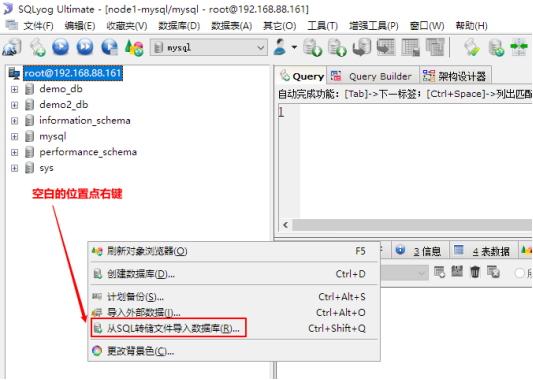 SQLyog Ultimate - [node1-mysql/mysql - root@192.168.88.161]
文件(F) 编辑(E) 收藏夹(V) 数据库(D) 数据表(A) 其它(O) 工具(T) 增强工具(P) 窗口(W) 帮助(H)
mysql
root@192.168.88.161
demo_db
demo2_db
information_schema
mysql
performance_schema
sys
Query Query Builder 架构设计器
自动完成功能: [Tab]->下一标签; [Ctrl+Space]->列出匹配
1
空白的位置点右键
3 信息 4 表数据
刷新对象浏览器(O) F5
创建数据库(D)... Ctrl+D
计划备份(S)... Ctrl+Alt+S
导入外部数据(I)... Ctrl+Alt+O
从SQL转储文件导入数据库(R)... Ctrl+Shift+Q
更改背景色(C)...